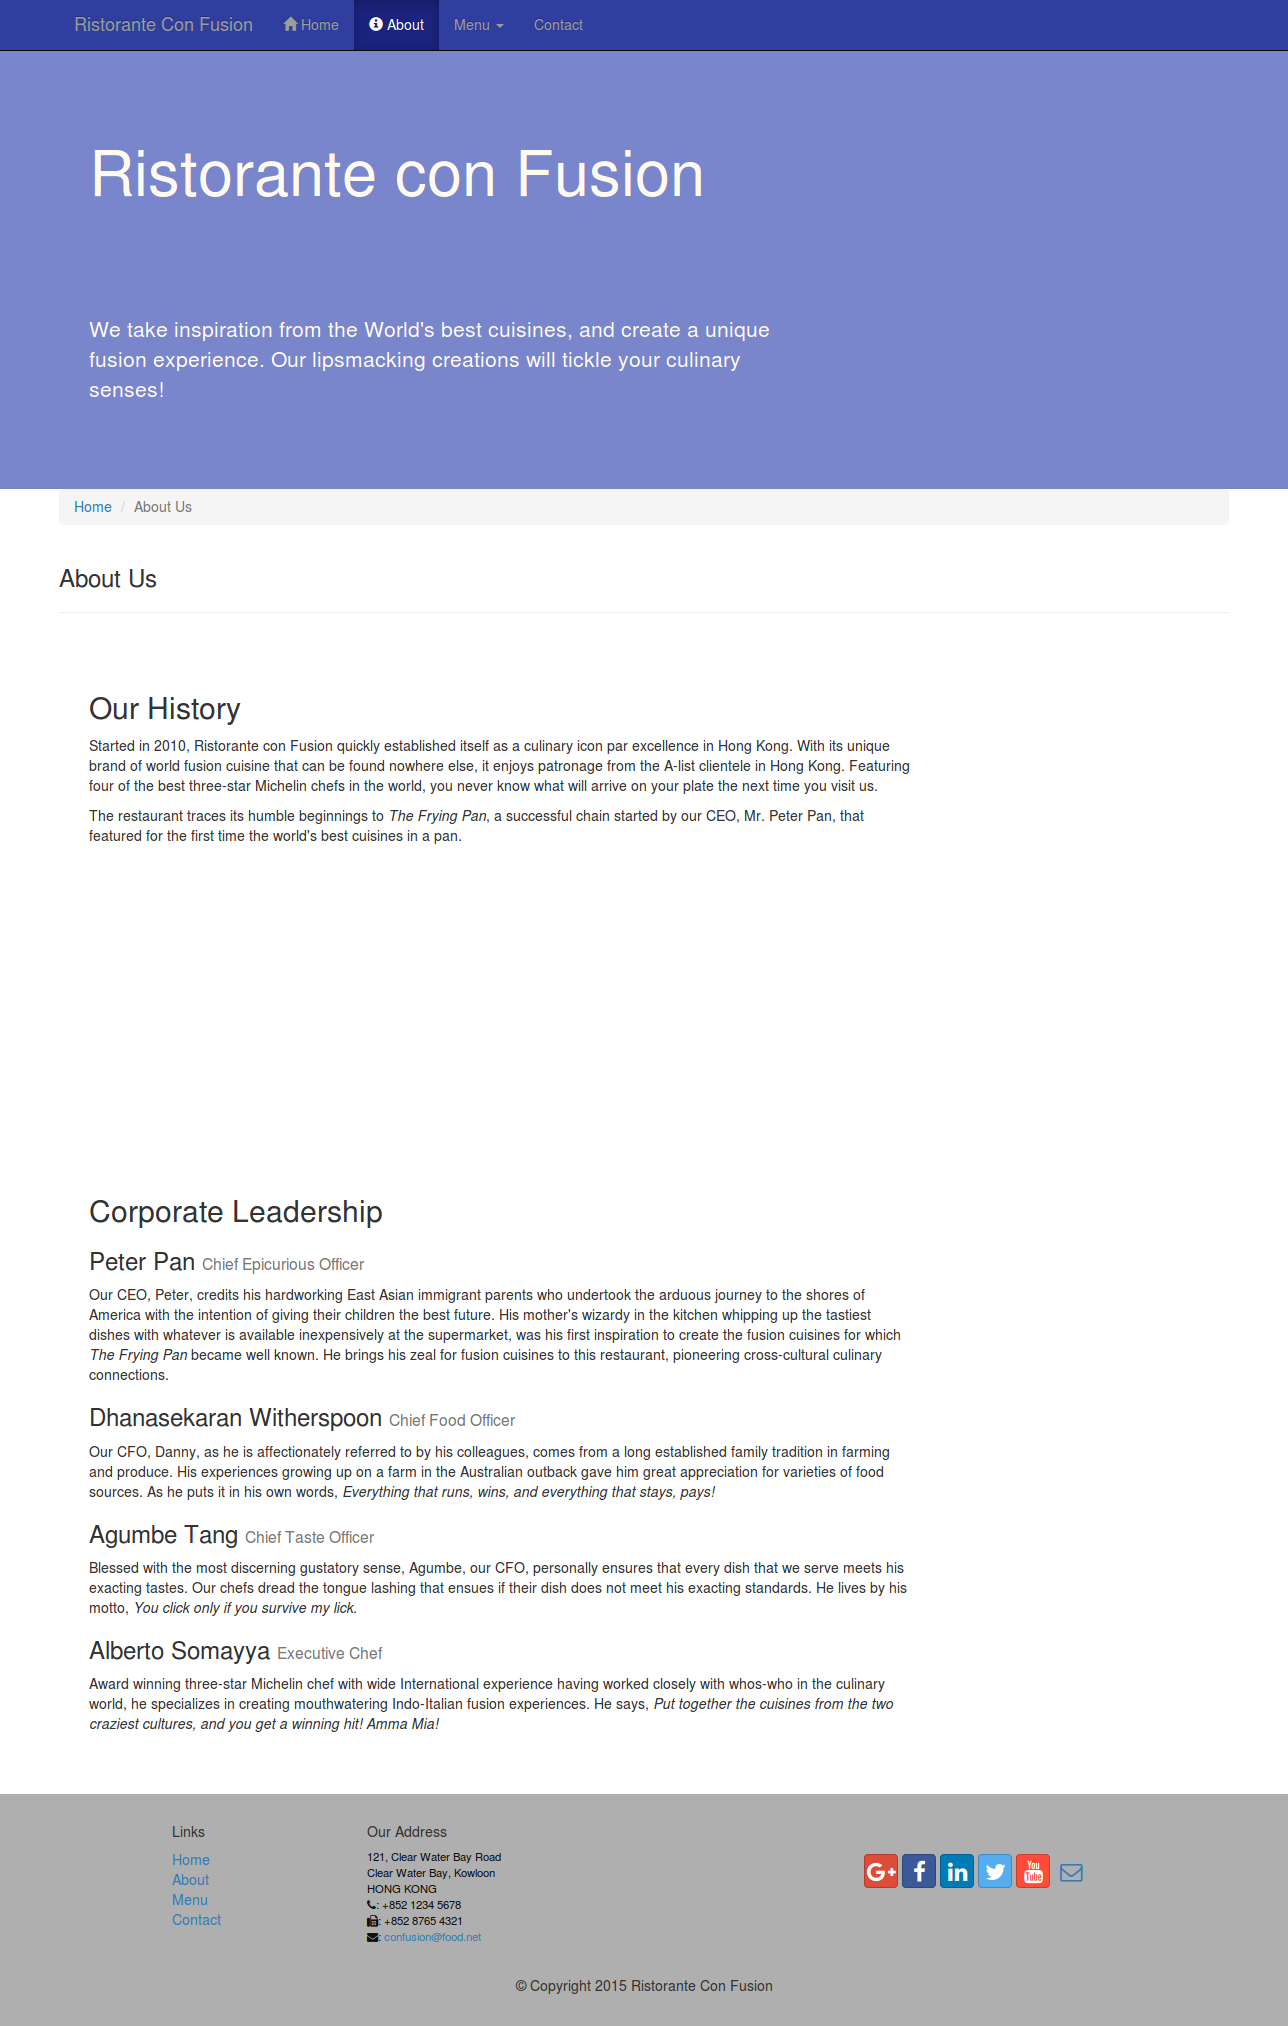 Ristorante Con Fusion Home About Menu Contact
Ristorante con Fusion
We take inspiration from the World's best cuisines, and create a unique
fusion experience. Our lipsmacking creations will tickle your culinary
senses!
Home / About Us
About Us
Our History
Started in 2010, Ristorante con Fusion quickly established itself as a culinary icon par excellence in Hong Kong. With its unique
brand of world fusion cuisine that can be found nowhere else, it enjoys patronage from the A-list clientele in Hong Kong. Featuring
four of the best three-star Michelin chefs in the world, you never know what will arrive on your plate the next time you visit us.
The restaurant traces its humble beginnings to The Frying Pan, a successful chain started by our CEO, Mr. Peter Pan, that
featured for the first time the world's best cuisines in a pan.
Corporate Leadership
Peter Pan Chief Epicurious Officer
Our CEO, Peter, credits his hardworking East Asian immigrant parents who undertook the arduous journey to the shores of
America with the intention of giving their children the best future. His mother's wizardy in the kitchen whipping up the tastiest
dishes with whatever is available inexpensively at the supermarket, was his first inspiration to create the fusion cuisines for which
The Frying Pan became well known. He brings his zeal for fusion cuisines to this restaurant, pioneering cross-cultural culinary
connections.
Dhanasekaran Witherspoon Chief Food Officer
Our CFO, Danny, as he is affectionately referred to by his colleagues, comes from a long established family tradition in farming
and produce. His experiences growing up on a farm in the Australian outback gave him great appreciation for varieties of food
sources. As he puts it in his own words, Everything that runs, wins, and everything that stays, pays!
Agumbe Tang Chief Taste Officer
Blessed with the most discerning gustatory sense, Agumbe, our CFO, personally ensures that every dish that we serve meets his
exacting tastes. Our chefs dread the tongue lashing that ensues if their dish does not meet his exacting standards. He lives by his
motto, You click only if you survive my lick.
Alberto Somayya Executive Chef
Award winning three-star Michelin chef with wide International experience having worked closely with whos-who in the culinary
world, he specializes in creating mouthwatering Indo-Italian fusion experiences. He says, Put together the cuisines from the two
craziest cultures, and you get a winning hit! Amma Mia!
Links
Home
About
Menu
Contact
Our Address
121, Clear Water Bay Road
Clear Water Bay, Kowloon
HONG KONG
: +852 1234 5678
: +852 8765 4321
: confusion@food.net
G+ f in You Tube
© Copyright 2015 Ristorante Con Fusion